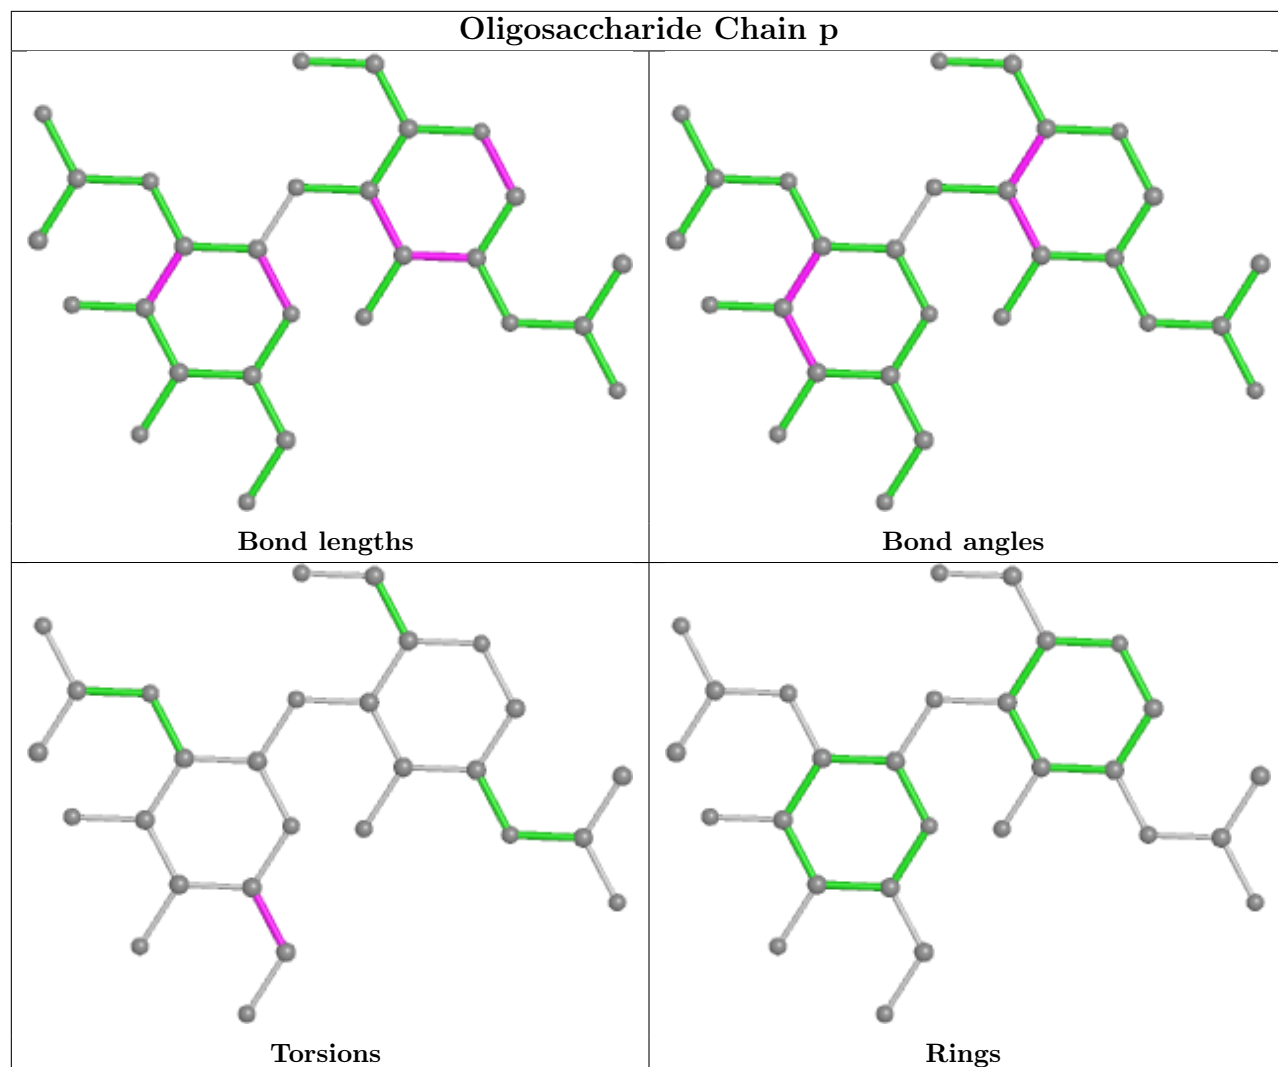 Oligosaccharide Chain p
Bond lengths
Bond angles
Torsions
Rings